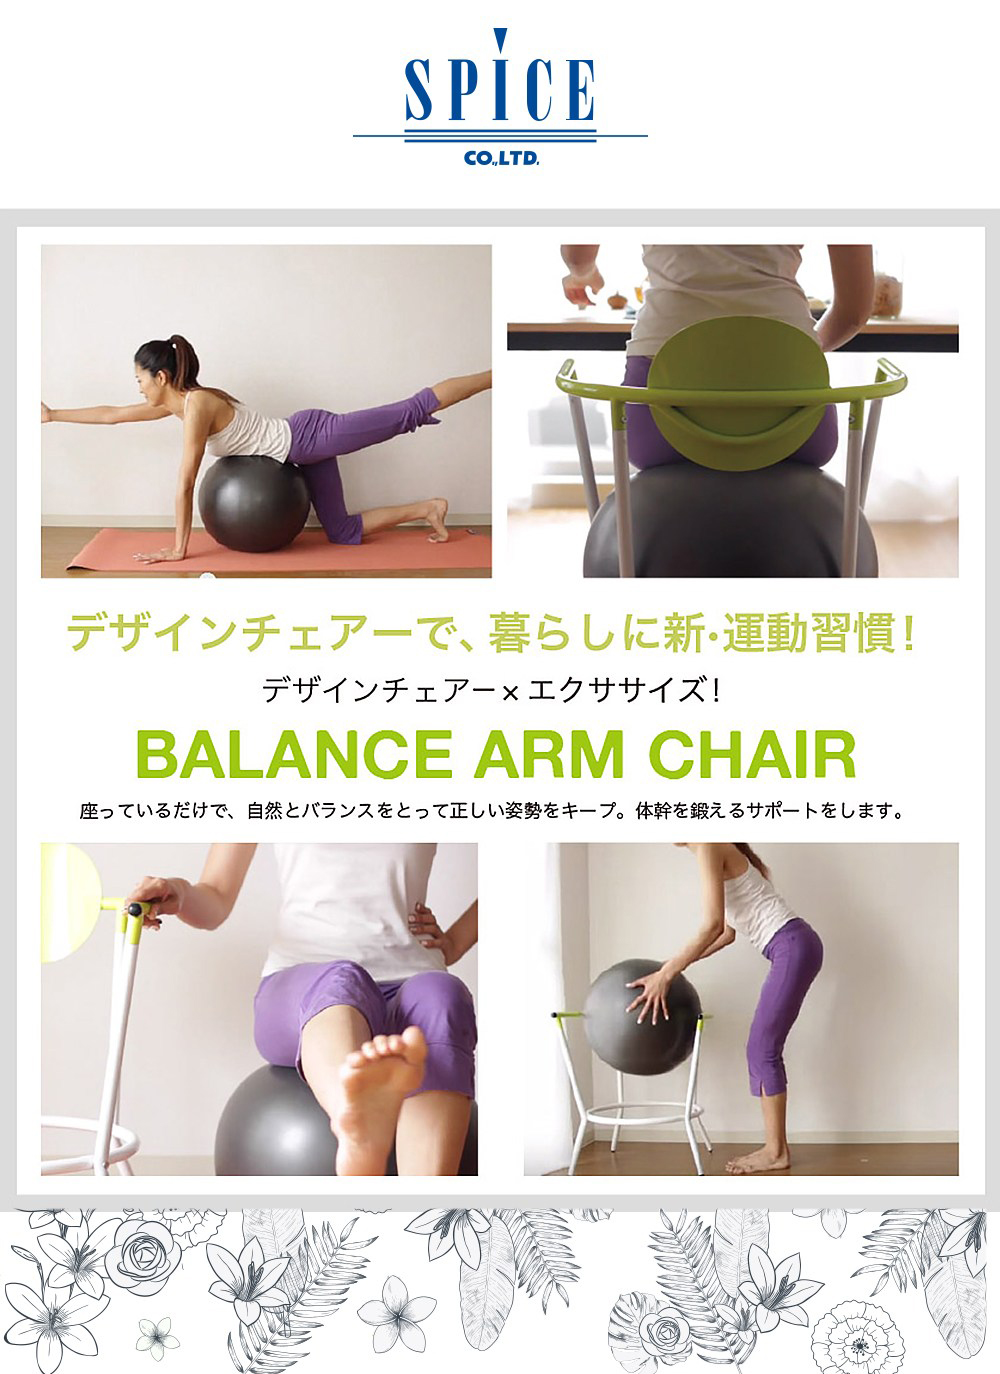 SPICE
CO.,LTD.
デザインチェアーで、暮らしに新・運動習慣！
デザインチェアー×エクササイズ！
BALANCE ARM CHAIR
座っているだけで、自然とバランスをとって正しい姿勢をキープ。体幹を鍛えるサポートをします。